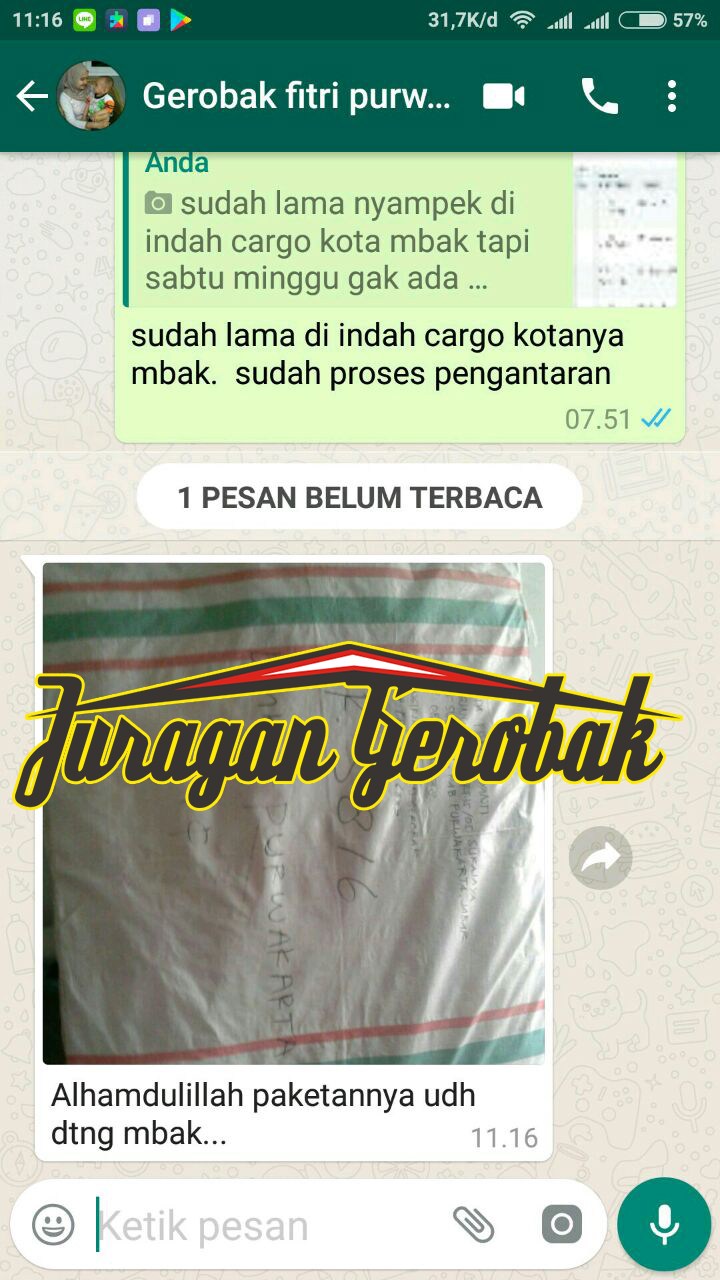 11:16
LINE
31,7K/d
57%
Gerobak fitri purw...
Anda
sudah lama nyampek di
indah cargo kota mbak tapi
sabtu minggu gak ada ...
sudah lama di indah cargo kotanya
mbak. sudah proses pengantaran
07.51
1 PESAN BELUM TERBACA
Juragan Gerobak
PURWAKARTA
Alhamdulillah paketannya udh
dtng mbak...
11.16
Ketik pesan